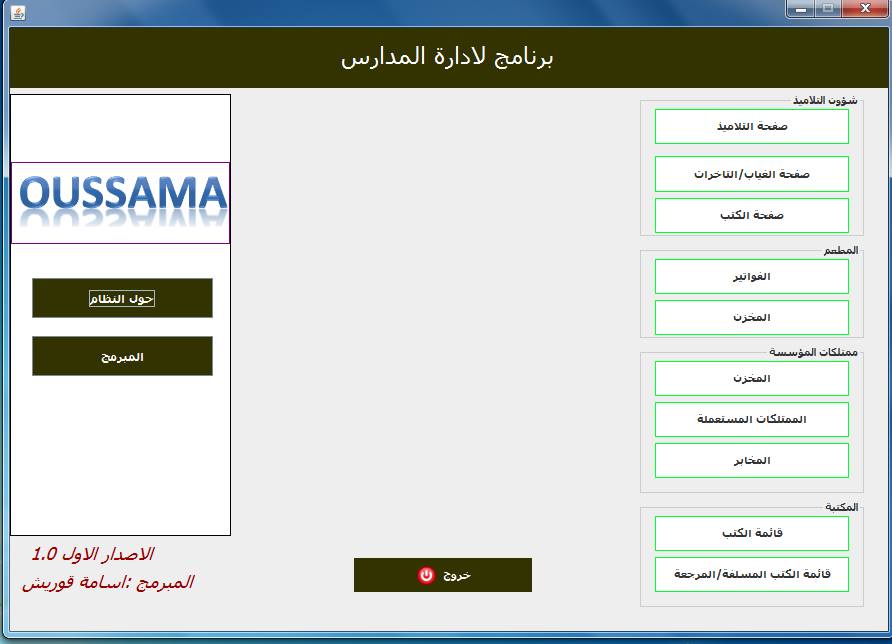 برنامج لادارة المدارس
شؤون التلاميذ
صفحة التلاميذ
صفحة الغياب/التاخرات
صفحة الكتب
المطعم
الفواتير
المخزن
ممتلكات المؤسسة
المخزن
الممتلكات المستعملة
المخابر
المكتبة
قائمة الكتب
قائمة الكتب المسلفة/المرجعة
OUSSAMA
حول النظام
المبرمج
الاصدار الاول 1.0
المبرمج :اسامة قوريش
خروج